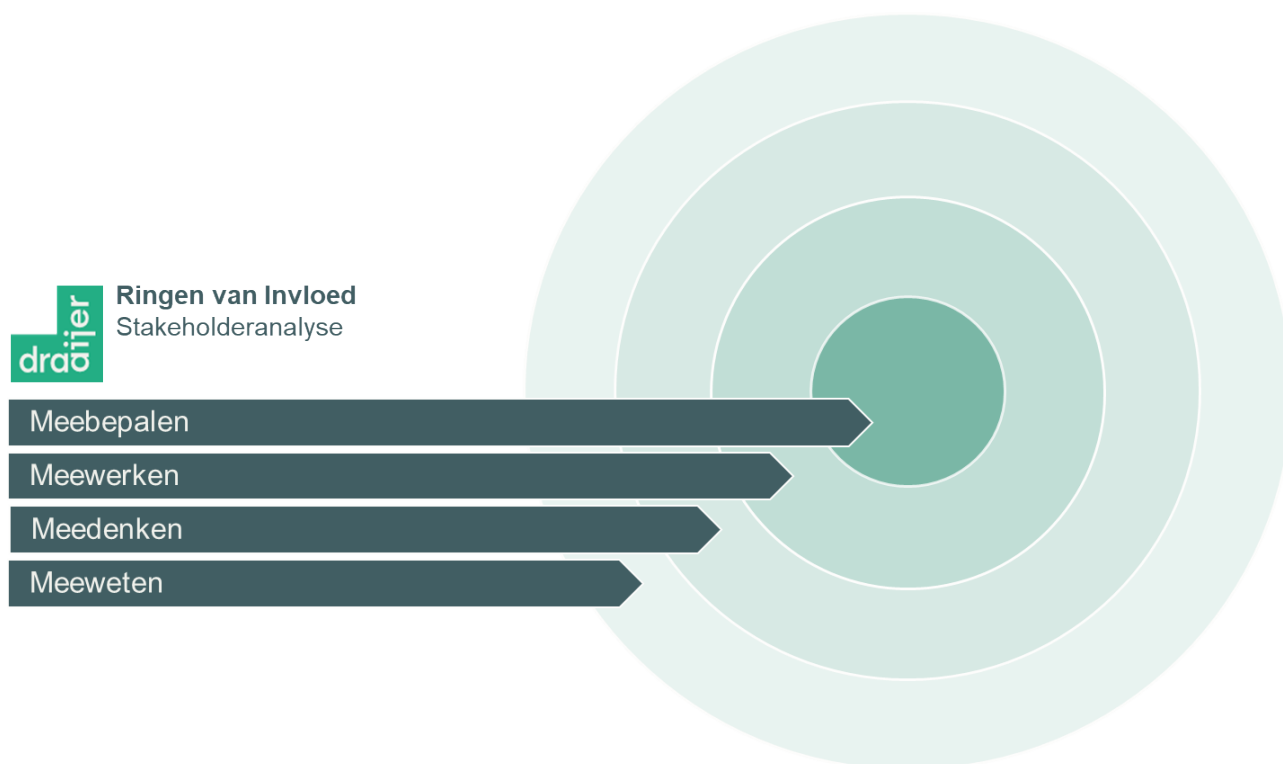 Ringen van Invloed
Stakeholderanalyse
draaijer
Meebepalen
Meewerken
Meedenken
Meeweten